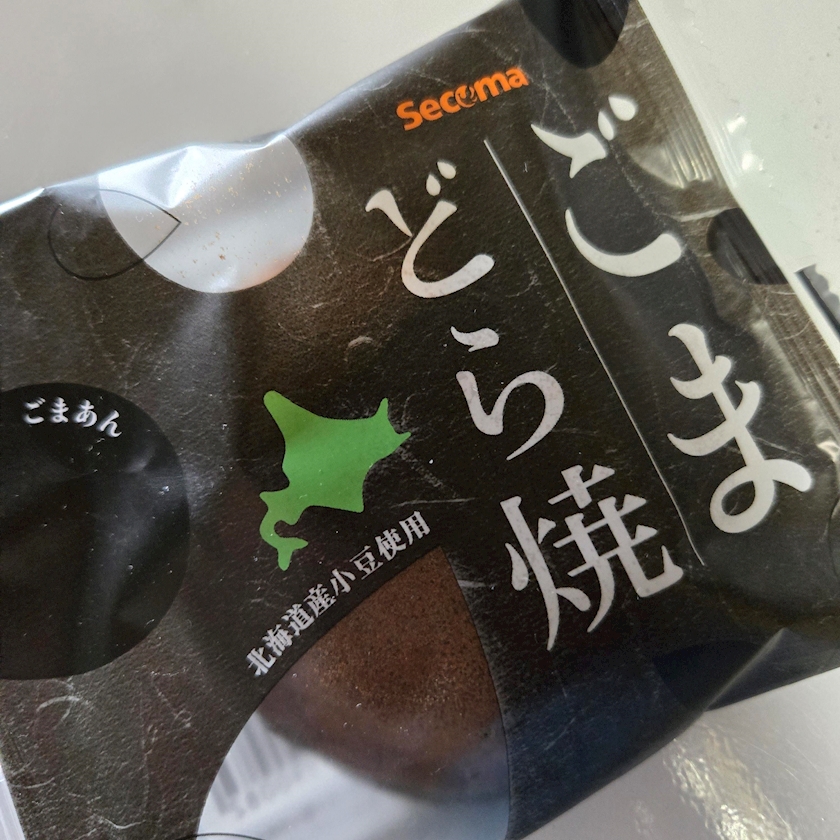 Secoma
ごま
どら焼
ごまあん
北海道産小豆使用